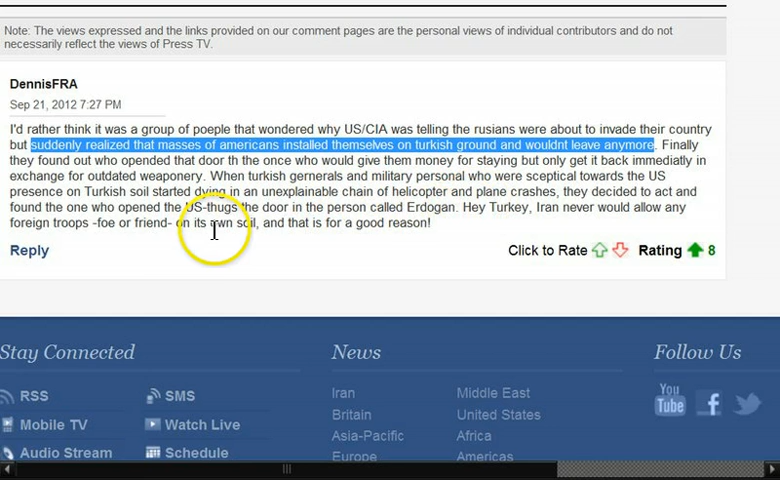 Note: The views expressed and the links provided on our comment pages are the personal views of individual contributors and do not
necessarily reflect the views of Press TV.
DennisFRA
Sep 21, 2012 7:27 PM
I'd rather think it was a group of poeple that wondered why US/CIA was telling the rusians were about to invade their country
but suddenly realized that masses of americans installed themselves on turkish ground and wouldnt leave anymore. Finally
they found out who opended that door th the once who would give them money for staying but only get it back immediatly in
exchange for outdated weaponery. When turkish gernerals and military personal who were sceptical towards the US
presence on Turkish soil started dying in an unexplainable chain of helicopter and plane crashes, they decided to act and
found the one who opened the US-thugs the door in the person called Erdogan. Hey Turkey, Iran never would allow any
foreign troops -foe or friend- on its own soil, and that is for a good reason!
Reply
Click to Rate Rating 8
Stay Connected
News
Follow Us
RSS
SMS
Iran
Middle East
You
Tube
Mobile TV
Watch Live
Britain
United States
Asia-Pacific
Africa
Audio Stream
Schedule
Europe
Americas